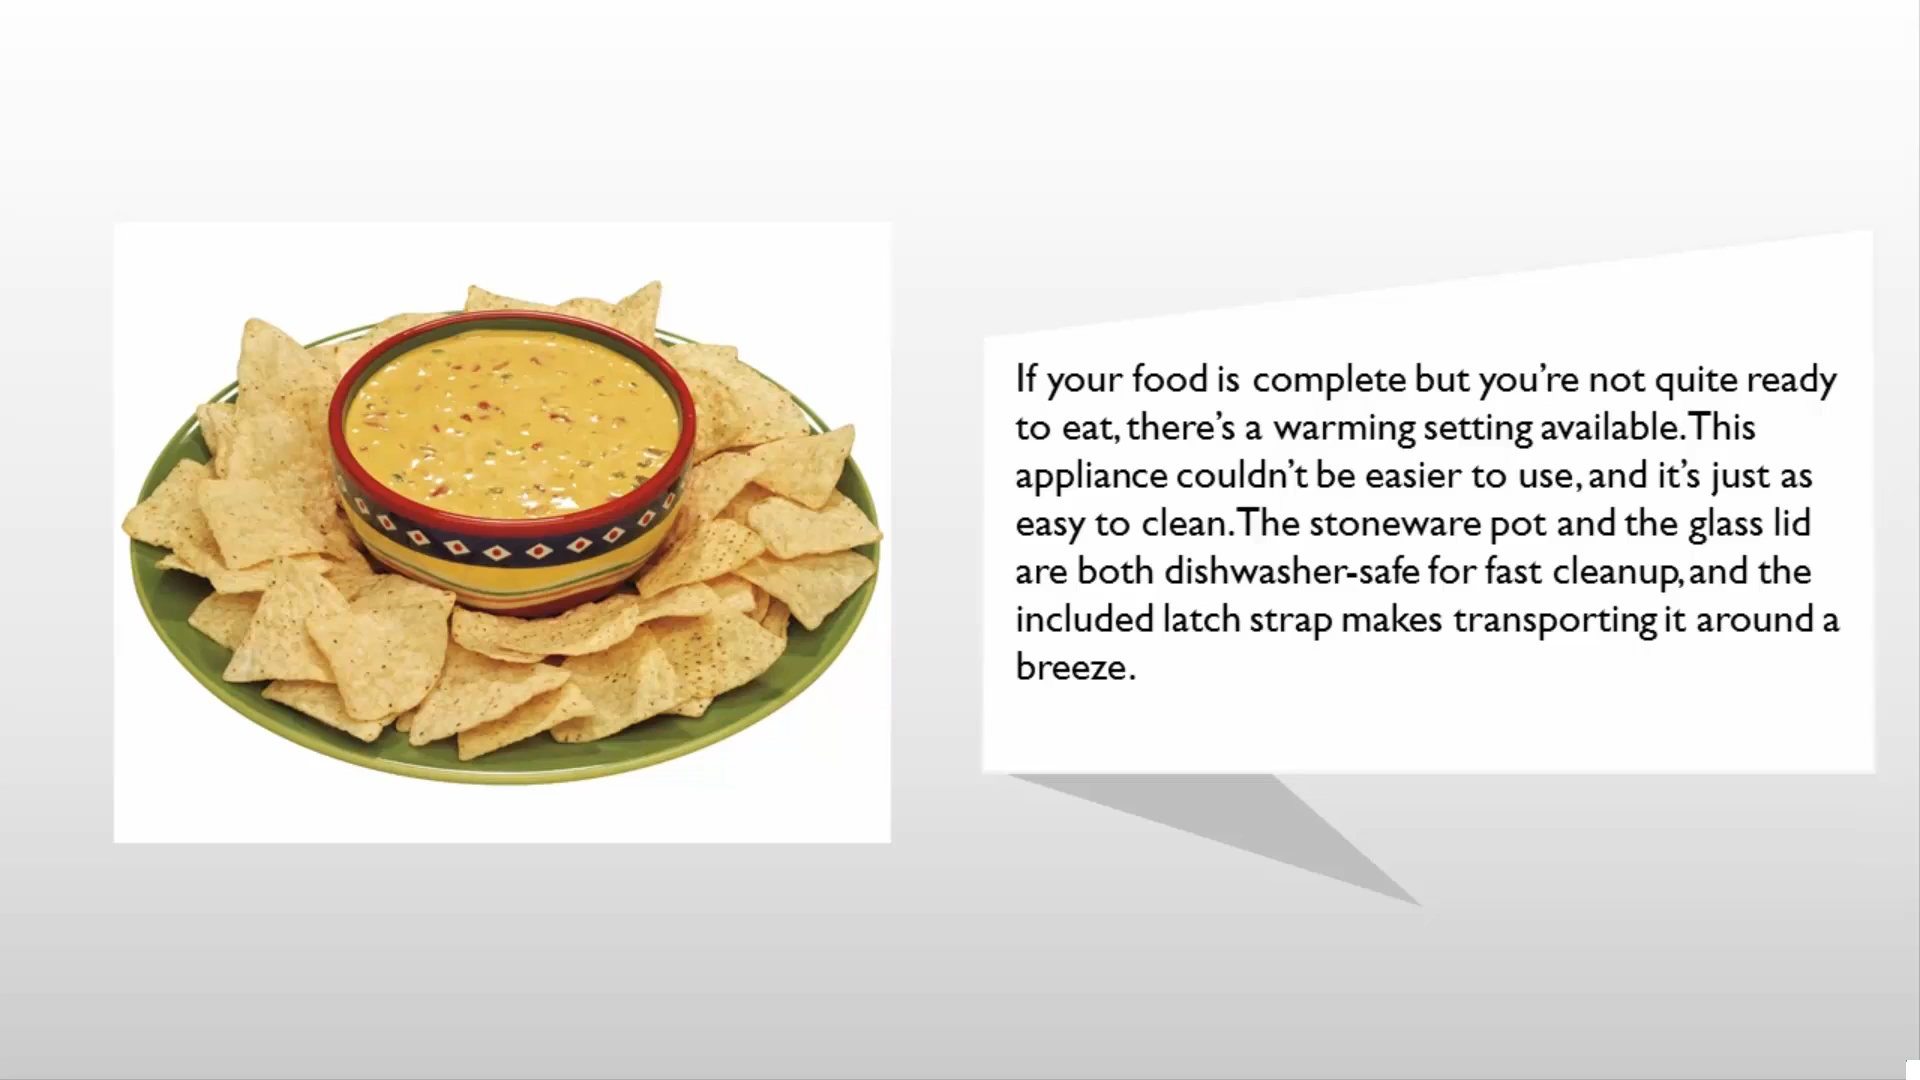 If your food is complete but you’re not quite ready
to eat, there’s a warming setting available. This
appliance couldn’t be easier to use, and it’s just as
easy to clean. The stoneware pot and the glass lid
are both dishwasher-safe for fast cleanup, and the
included latch strap makes transporting it around a
breeze.